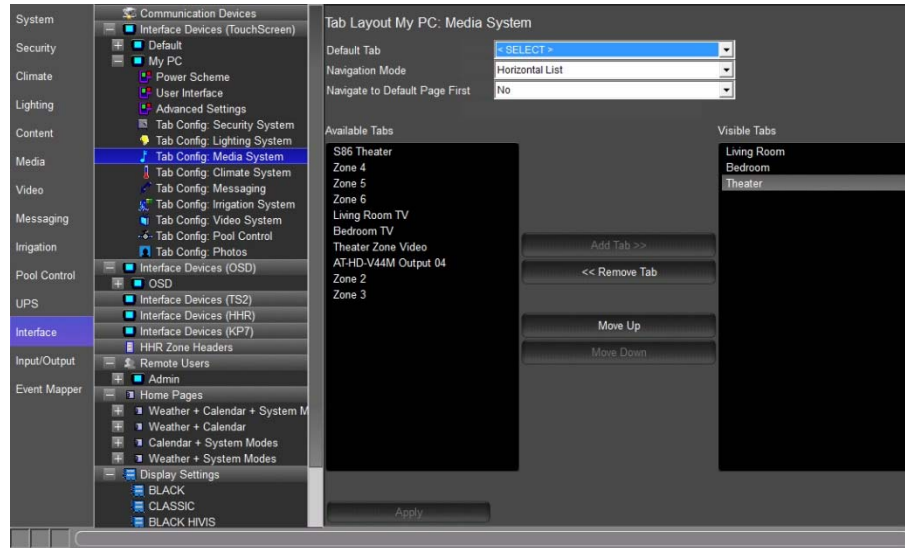 System
Security
Climate
Lighting
Content
Media
Video
Messaging
Irrigation
Pool Control
UPS
Interface
Input/Output
Event Mapper
Communication Devices
Interface Devices (TouchScreen)
Default
My PC
Power Scheme
User Interface
Advanced Settings
Tab Config: Security System
Tab Config: Lighting System
Tab Config: Media System
Tab Config: Climate System
Tab Config: Messaging
Tab Config: Irrigation System
Tab Config: Video System
Tab Config: Pool Control
Tab Config: Photos
Interface Devices (OSD)
OSD
Interface Devices (TS2)
Interface Devices (HHR)
Interface Devices (KP7)
HHR Zone Headers
Remote Users
Admin
Home Pages
Weather + Calendar + System M
Weather + Calendar
Calendar + System Modes
Weather + System Modes
Display Settings
BLACK
CLASSIC
BLACK HIVIS
Tab Layout My PC: Media System
Default Tab < SELECT >
Navigation Mode Horizontal List
Navigate to Default Page First No
Available Tabs
S86 Theater
Zone 4
Zone 5
Zone 6
Living Room TV
Bedroom TV
Theater Zone Video
AT-HD-V44M Output 04
Zone 2
Zone 3
Add Tab >>
<< Remove Tab
Move Up
Move Down
Visible Tabs
Living Room
Bedroom
Theater
Apply